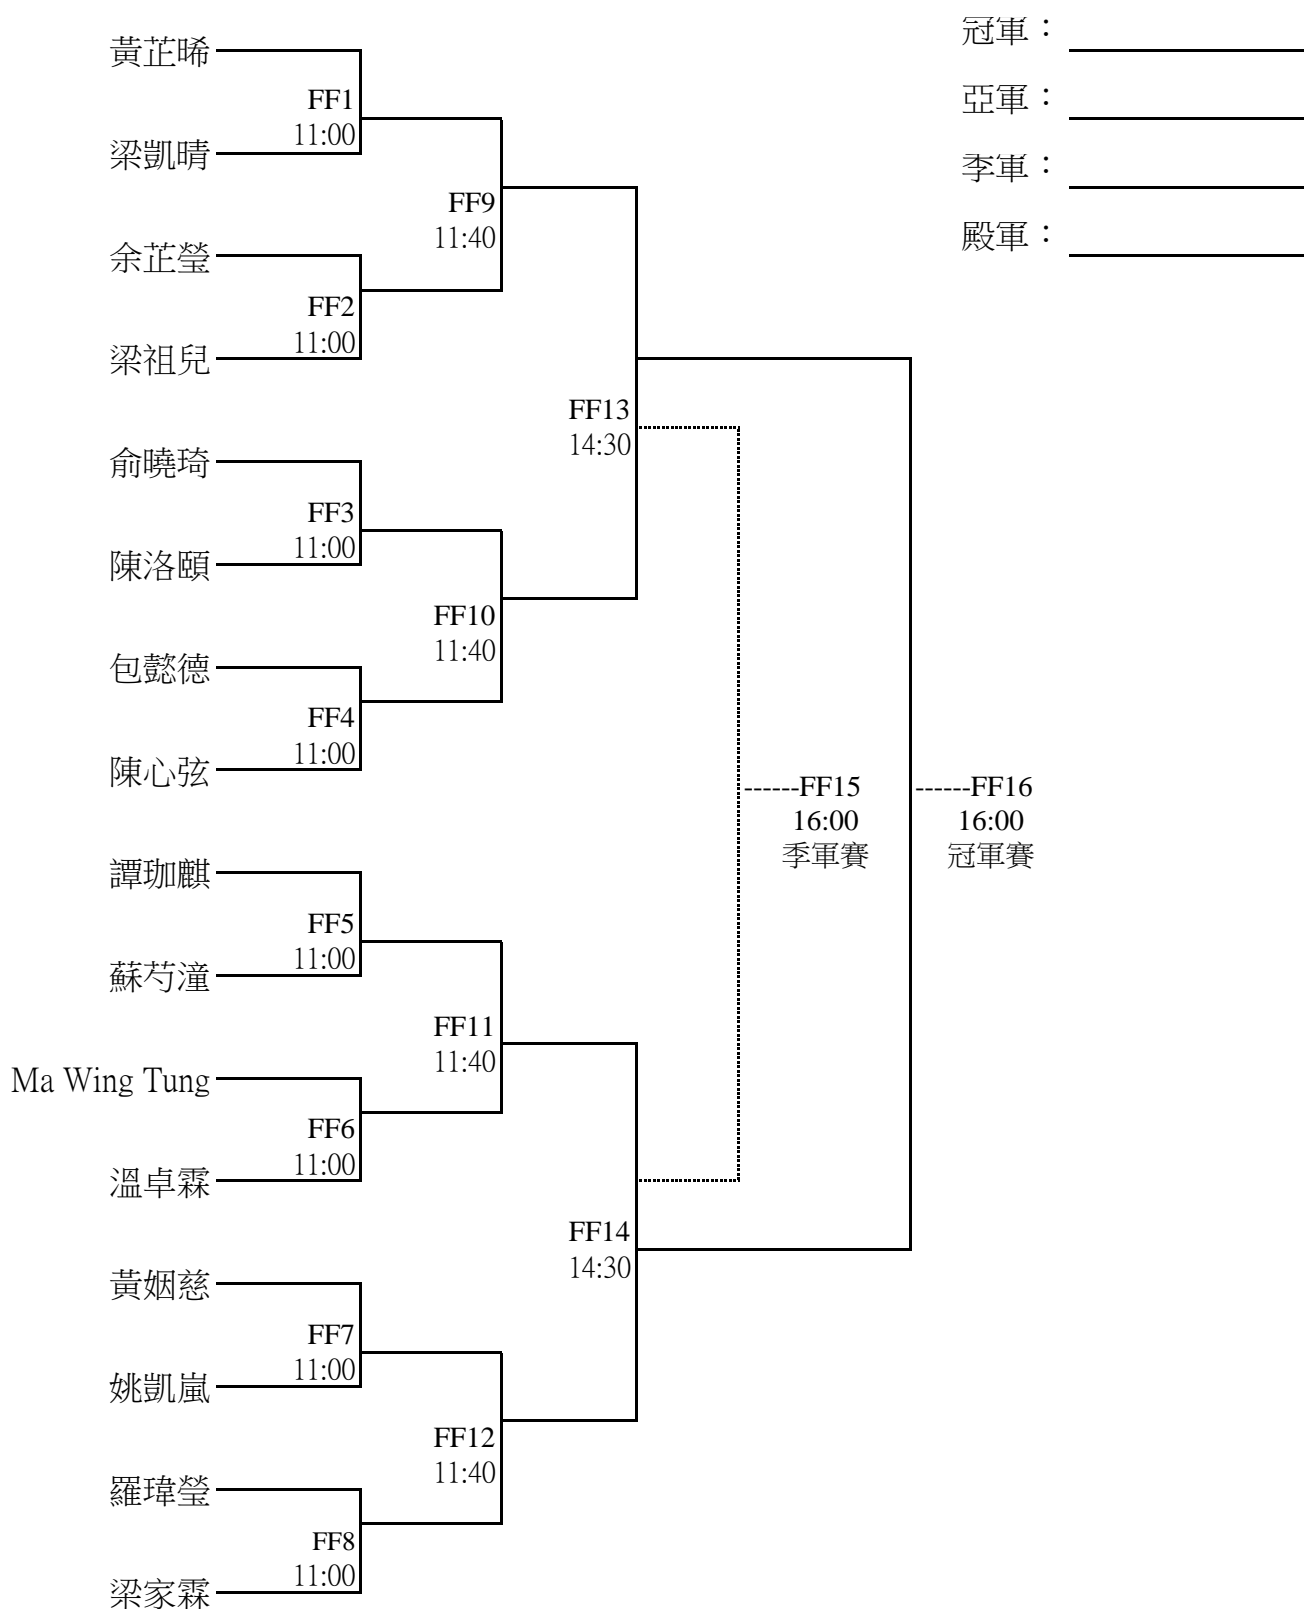 冠軍：
黃芷晞
FF1
11:00
亞軍：
梁凱晴
季軍：
FF9
11:40
殿軍：
余芷瑩
FF2
11:00
梁祖兒
FF13
14:30
俞曉琦
FF3
11:00
陳洛頤
FF10
11:40
包懿德
FF4
11:00
陳心弦
------FF15
16:00
季軍賽
------FF16
16:00
冠軍賽
譚珈麒
FF5
11:00
蘇芍潼
FF11
11:40
Ma Wing Tung
FF6
11:00
溫卓霖
FF14
14:30
黃姻慈
FF7
11:00
姚凱嵐
FF12
11:40
羅瑋瑩
FF8
11:00
梁家霖